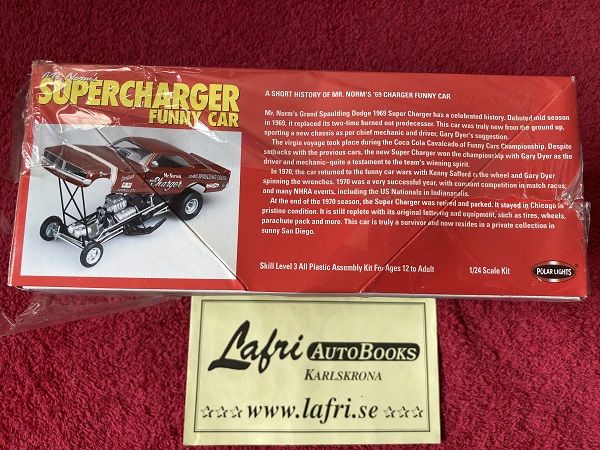 Mr. Norm's
SUPERCHARGER
FUNNY CAR
A SHORT HISTORY OF MR. NORM'S '69 CHARGER FUNNY CAR
Mr. Norm's Grand Spaulding Dodge 1969 Super Charger has a celebrated history. Debuted mid season
in 1969, it replaced its two-time burned out predecessor. This car was truly new from the ground up,
sporting a new chassis as per chief mechanic and driver, Gary Dyer's suggestion.
The virgin voyage took place during the Coca Cola Cavalcade of Funny Cars Championship. Despite
setbacks with the previous cars, the new Super Charger won the championship with Gary Dyer as the
driver and mechanic–quite a testament to the team's winning spirit.
In 1970, the car returned to the funny car wars with Kenny Safford is the wheel and Gary Dyer
spinning the wrenches. 1970 was a very successful year, with constant competition in match races;
and many NHRA events, including the US Nationals in Indianapolis.
At the end of the 1970 season, the Super Charger was retired and parked. It stayed in Chicago in
pristine condition. It is still replete with its original lettering and equipment, such as tires, wheels,
parachute pack and more. This car is truly a survivor and now resides in a private collection in
sunny San Diego.
Mr. Norm's
Charger
Skill Level 3 All Plastic Assembly Kit For Ages 12 to Adult
1/24 Scale Kit
POLAR LIGHTS
Lafri AUTOBOOKS
KARLSKRONA
www.lafri.se